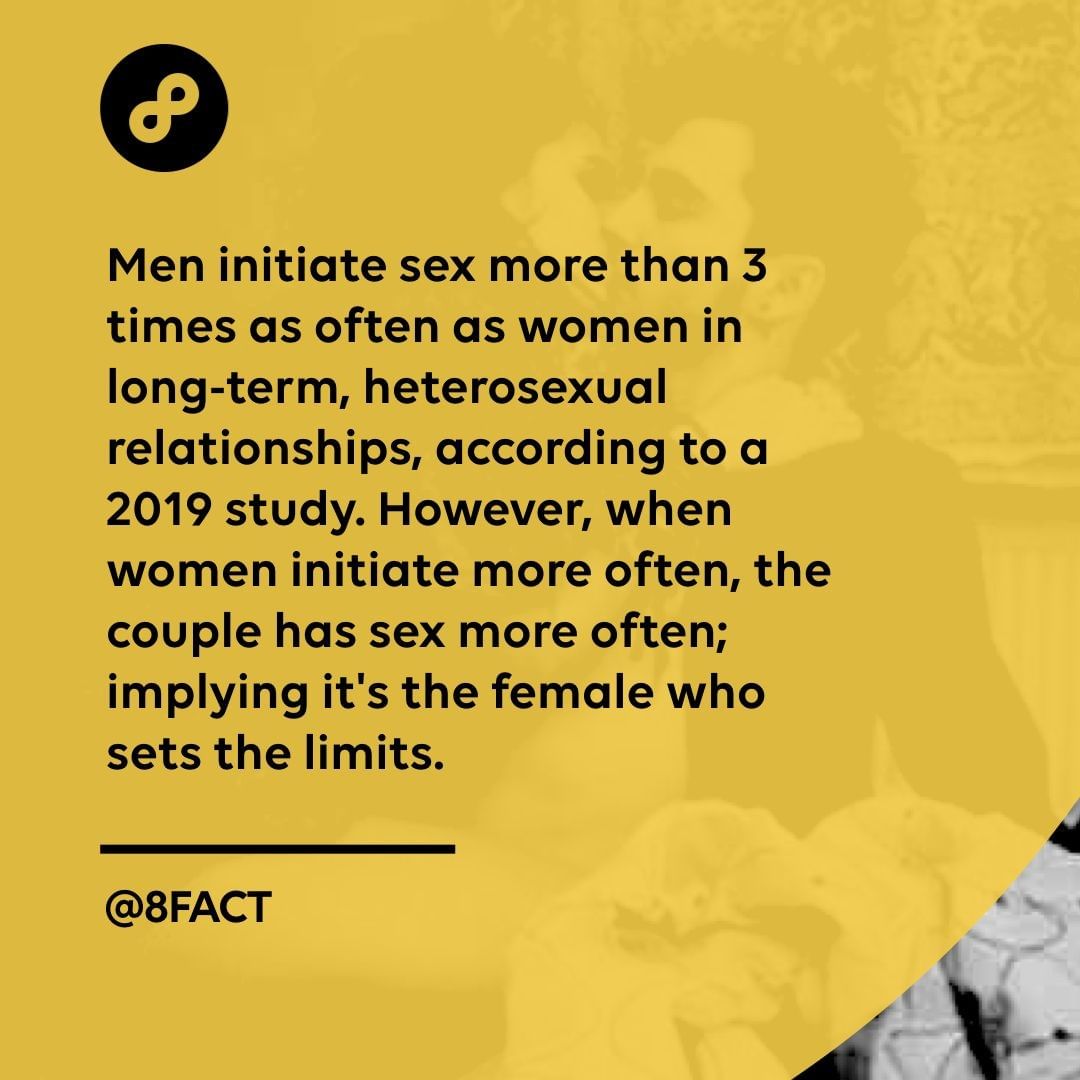 Men initiate sex more than 3
times as often as women in
long-term, heterosexual
relationships, according to a
2019 study. However, when
women initiate more often, the
couple has sex more often;
implying it's the female who
sets the limits.
@8FACT